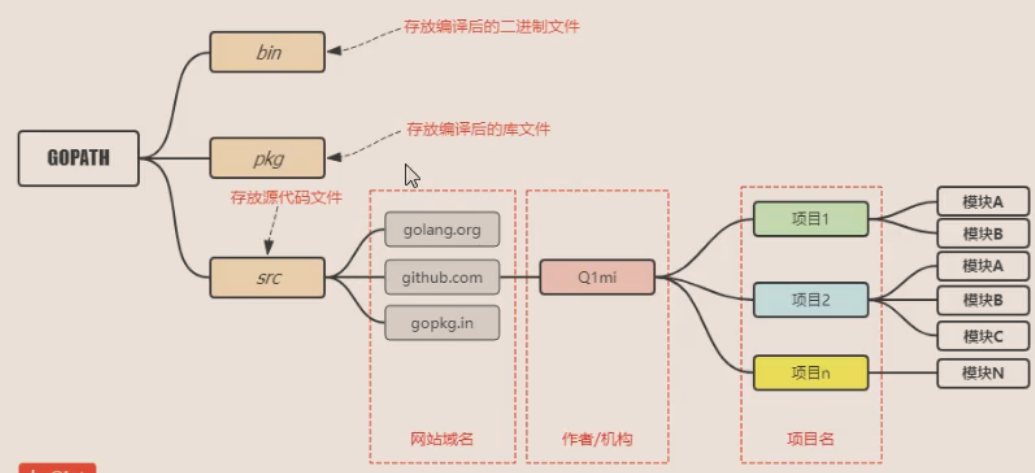 存放编译后的二进制文件
bin
GOPATH
存放编译后的库文件
pkg
存放源代码文件
src
golang.org
github.com
gopkg.in
网站域名
Q1mi
作者/机构
项目1
项目2
项目n
项目名
模块A
模块B
模块A
模块B
模块C
模块N